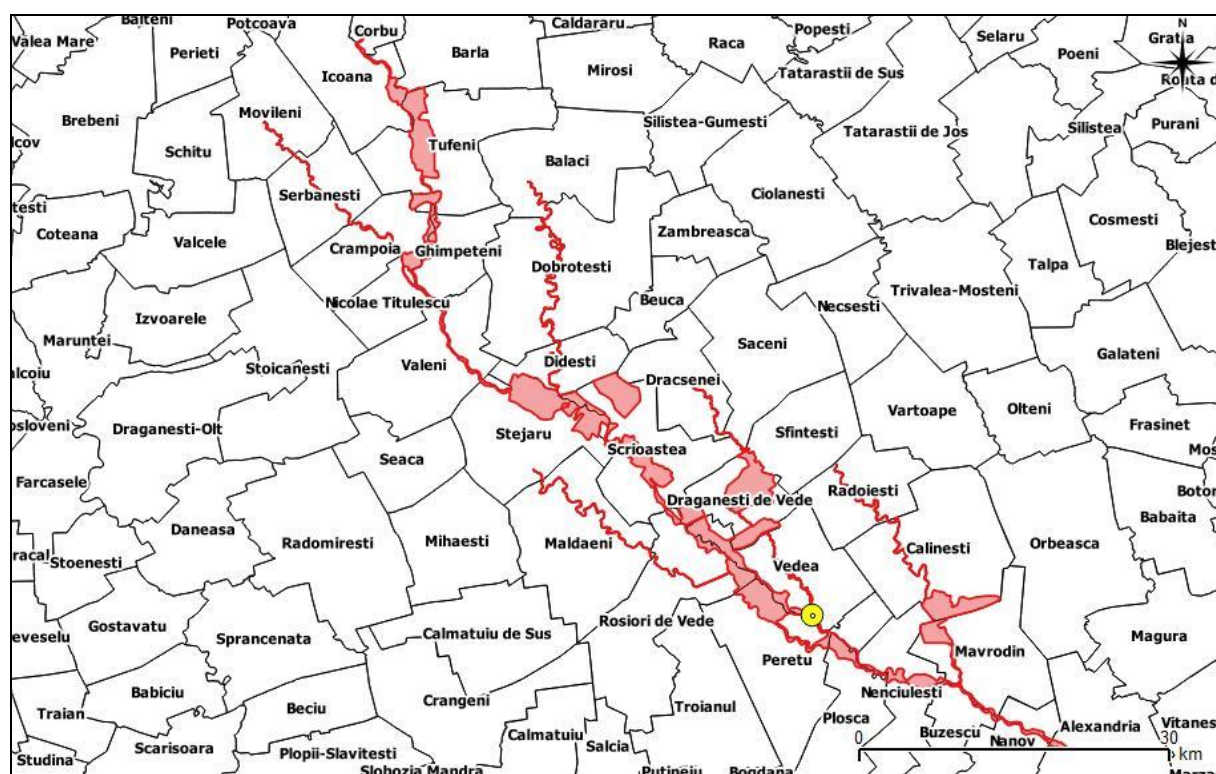 Balteni
Potcoava
Corbu
Caldararu
Popesti
Selaru
Gratia
N
Valea Mare
Perieti
Barla
Raca
Poeni
Icoana
Mirosi
Tatarastii de Sus
Movileni
Brebeni
Silistea-Gumesti
Tatarastii de Jos
Silistea
Purani
Schitu
Tufeni
Balaci
Serbanesti
Ciolanesti
Cosmesti
Coteana
Valcele
Zambreasca
Crampoia
Ghimpeteni
Dobrotesti
Talpa
Trivalea-Mosteni
Nicolae Titulescu
Beuca
Necsesti
Izvoarele
Maruntei
Saceni
Galateni
Stoicanesti
Valeni
Didesti
Dracsenei
Vartoape
Olteni
Draganesti-Olt
Stejaru
Sfintesti
Frasinet
Scrioastea
Seaca
Farcasele
Radoiesti
Draganesti de Vede
Daneasa
Babaita
Radomiresti
Mihaesti
Maldaeni
Calinesti
Orbeasca
Stoenesti
Vedea
Gostavatu
Rosiori de Vede
Sprancenata
Calmatuiu de Sus
Magura
Peretu
Mavrodin
Babiciu
Nenciulesti
Crangeni
Traian
Beciu
Troianul
Plosca
Alexandria
Buzescu
Calmatuiu
Nanov
Scarisoara
Salcia
0
30
km
Studina
Plopii-Slavitesti
Slobozia Mandra
Putineiu
Bogdana